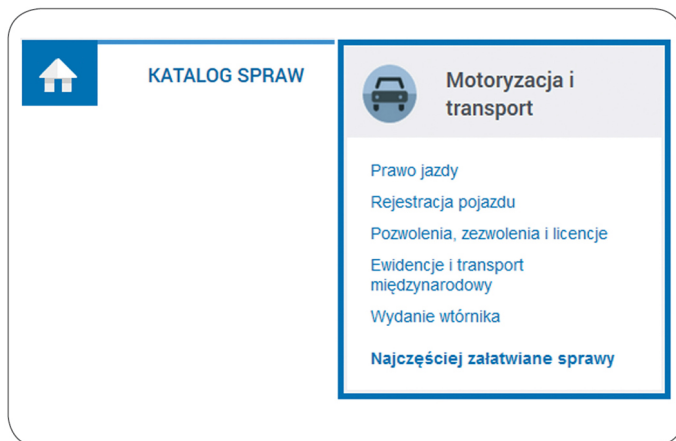 KATALOG SPRAW
Motoryzacja i
transport
Prawo jazdy
Rejestracja pojazdu
Pozwolenia, zezwolenia i licencje
Ewidencje i transport
międzynarodowy
Wydanie wtórnika
Najczęściej załatwiane sprawy